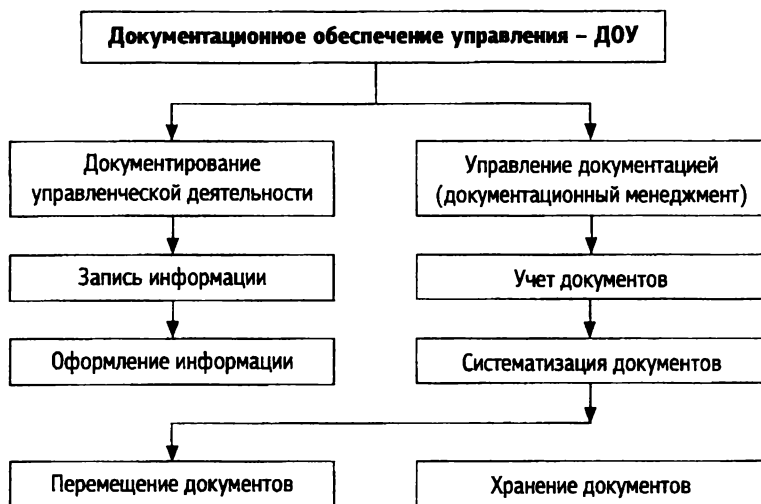 Документационное обеспечение управления – ДОУ
Документирование
управленческой деятельности
Управление документацией
(документационный менеджмент)
Запись информации
Учет документов
Оформление информации
Систематизация документов
Перемещение документов
Хранение документов